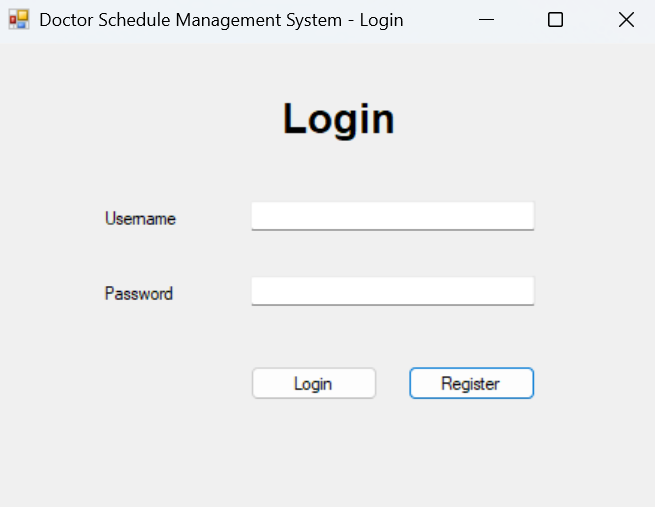 Doctor Schedule Management System - Login
Login
Username
Password
Login Register